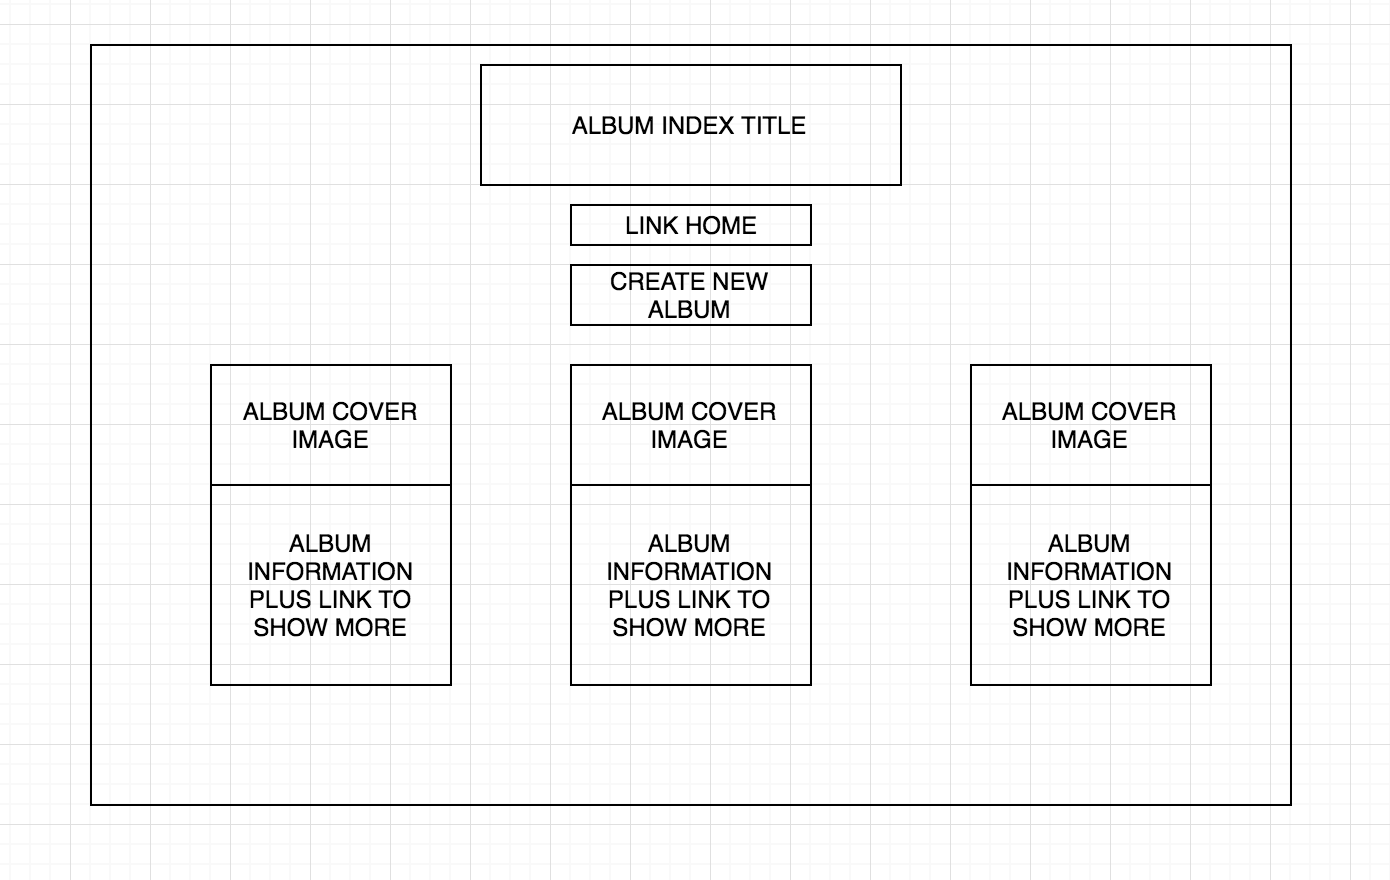 ALBUM INDEX TITLE
LINK HOME
CREATE NEW
ALBUM
ALBUM COVER
IMAGE
ALBUM
INFORMATION
PLUS LINK TO
SHOW MORE
ALBUM COVER
IMAGE
ALBUM
INFORMATION
PLUS LINK TO
SHOW MORE
ALBUM COVER
IMAGE
ALBUM
INFORMATION
PLUS LINK TO
SHOW MORE